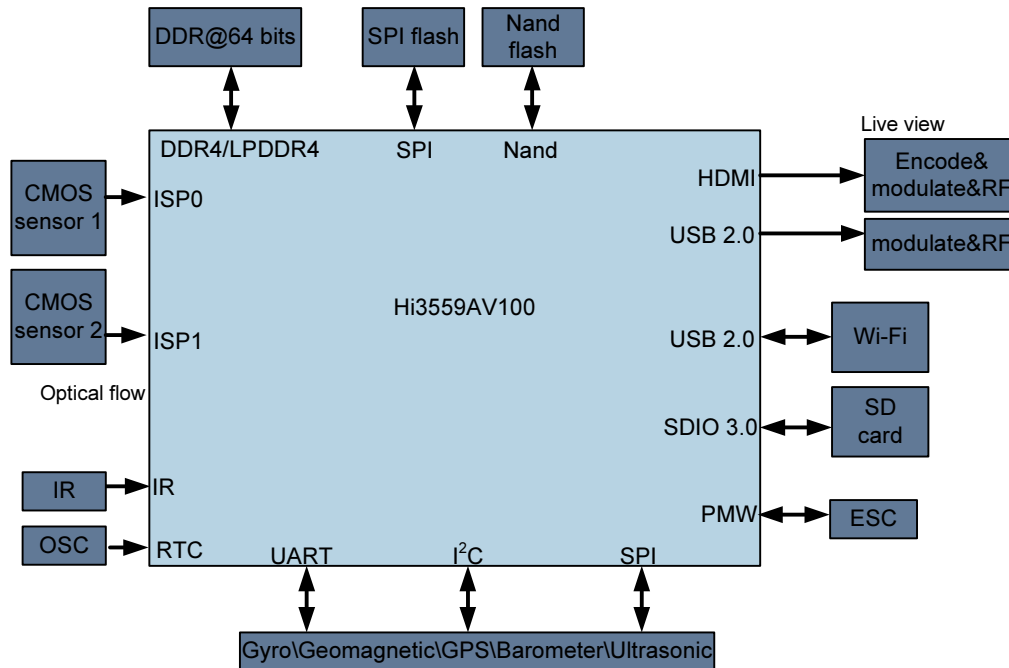 DDR@64 bits
SPI flash
Nand
flash
DDR4/LPDDR4
SPI
Nand
Live view
CMOS
sensor 1
ISP0
HDMI
Encode&
modulate&RF
USB 2.0
modulate&RF
CMOS
sensor 2
ISP1
Hi3559AV100
USB 2.0
Wi-Fi
Optical flow
SDIO 3.0
SD
card
IR
IR
PMW
ESC
OSC
RTC
UART
I²C
SPI
Gyro\Geomagnetic\GPS\Barometer\Ultrasonic